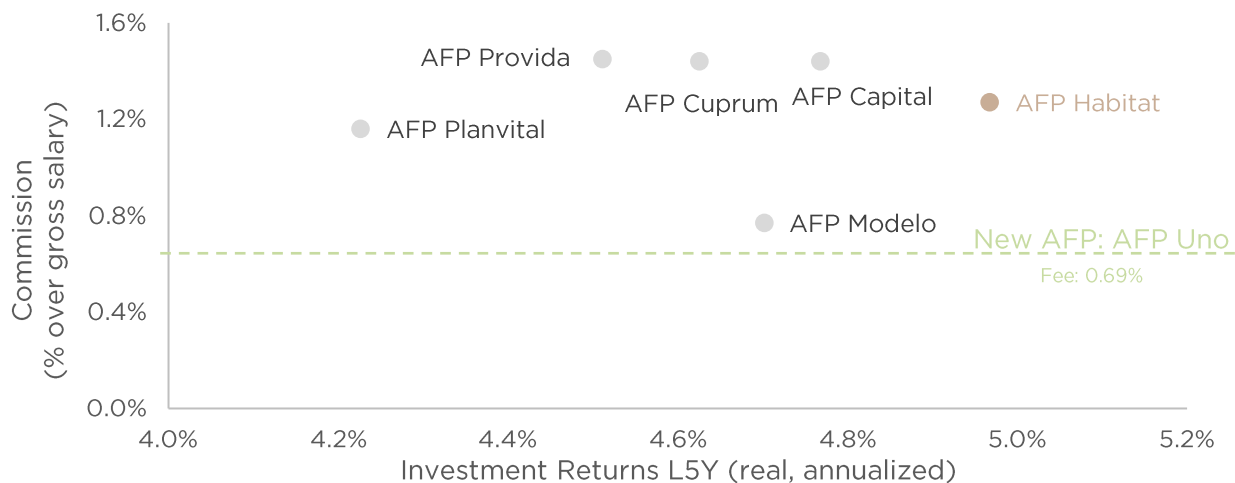 1.6%
AFP Provida
AFP Cuprum
AFP Capital
AFP Habitat
1.2%
AFP Planvital
0.8%
AFP Modelo
New AFP: AFP Uno
Fee: 0.69%
0.4%
0.0%
Commission
(% over gross salary)
4.0%
4.2%
4.4%
4.6%
4.8%
5.0%
5.2%
Investment Returns L5Y (real, annualized)